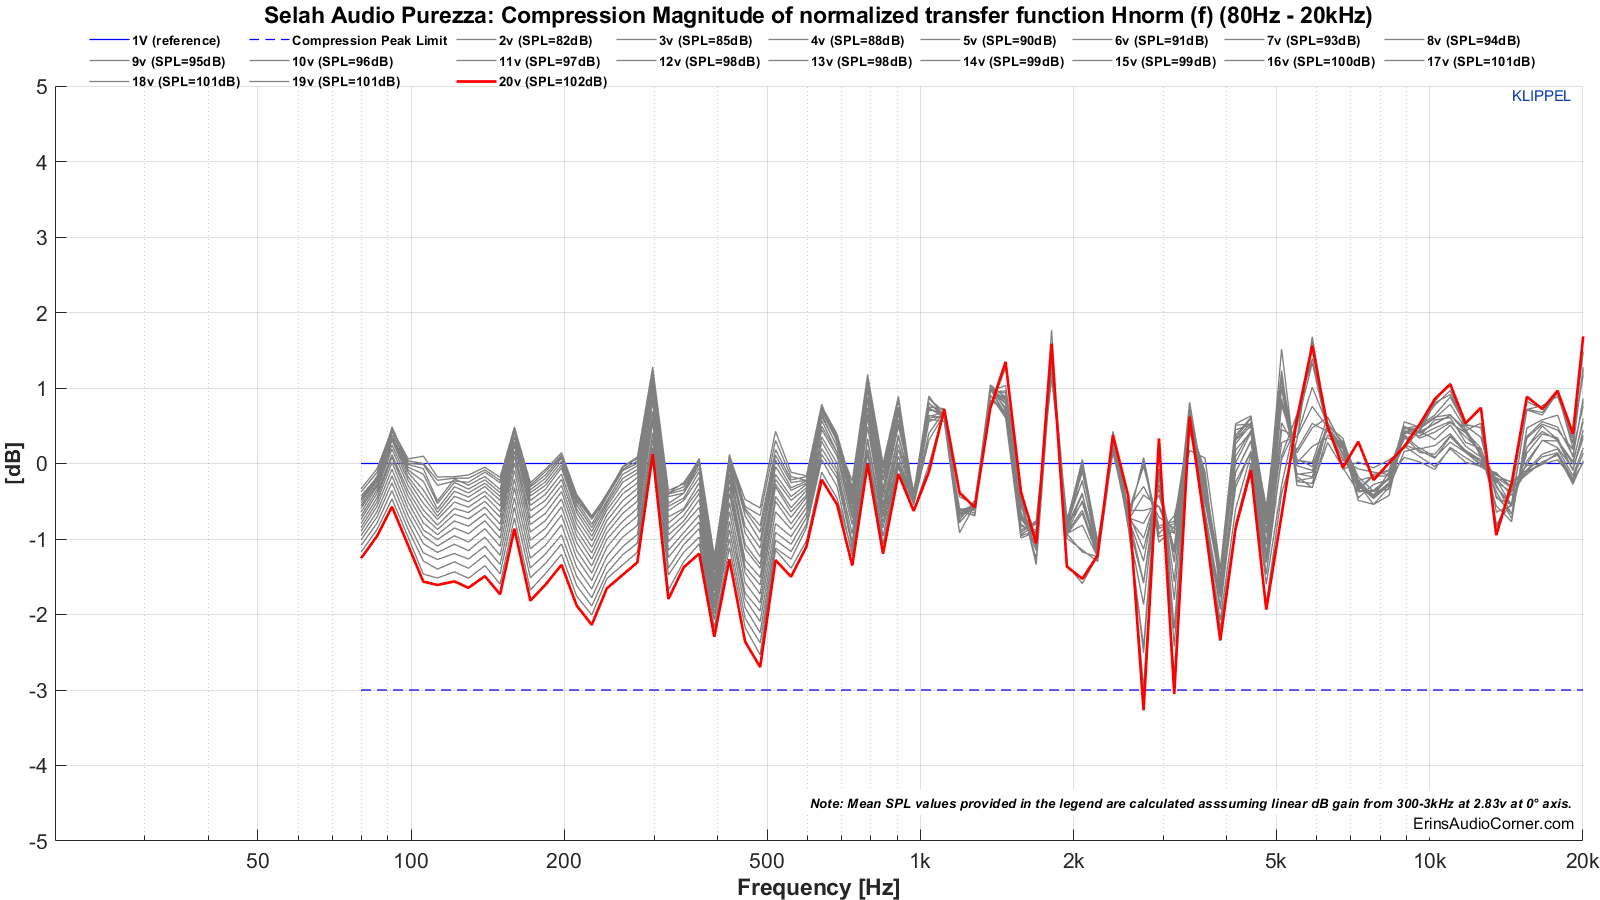 Selah Audio Purezza: Compression Magnitude of normalized transfer function Hnorm (f) (80Hz - 20kHz)
1V (reference) Compression Peak Limit 2v (SPL=82dB) 3v (SPL=85dB) 4v (SPL=88dB) 5v (SPL=90dB) 6v (SPL=91dB) 7v (SPL=93dB) 8v (SPL=94dB)
9v (SPL=95dB) 10v (SPL=96dB) 11v (SPL=97dB) 12v (SPL=98dB) 13v (SPL=98dB) 14v (SPL=99dB) 15v (SPL=99dB) 16v (SPL=100dB) 17v (SPL=101dB)
18v (SPL=101dB) 19v (SPL=101dB) 20v (SPL=102dB)
KLIPPEL
5
4
3
2
1
0
-1
-2
-3
-4
-5
[dB]
Note: Mean SPL values provided in the legend are calculated asssuming linear dB gain from 300-3kHz at 2.83v at 0° axis.
ErinsAudioCorner.com
50 100 200 500 1k 2k 5k 10k 20k
Frequency [Hz]